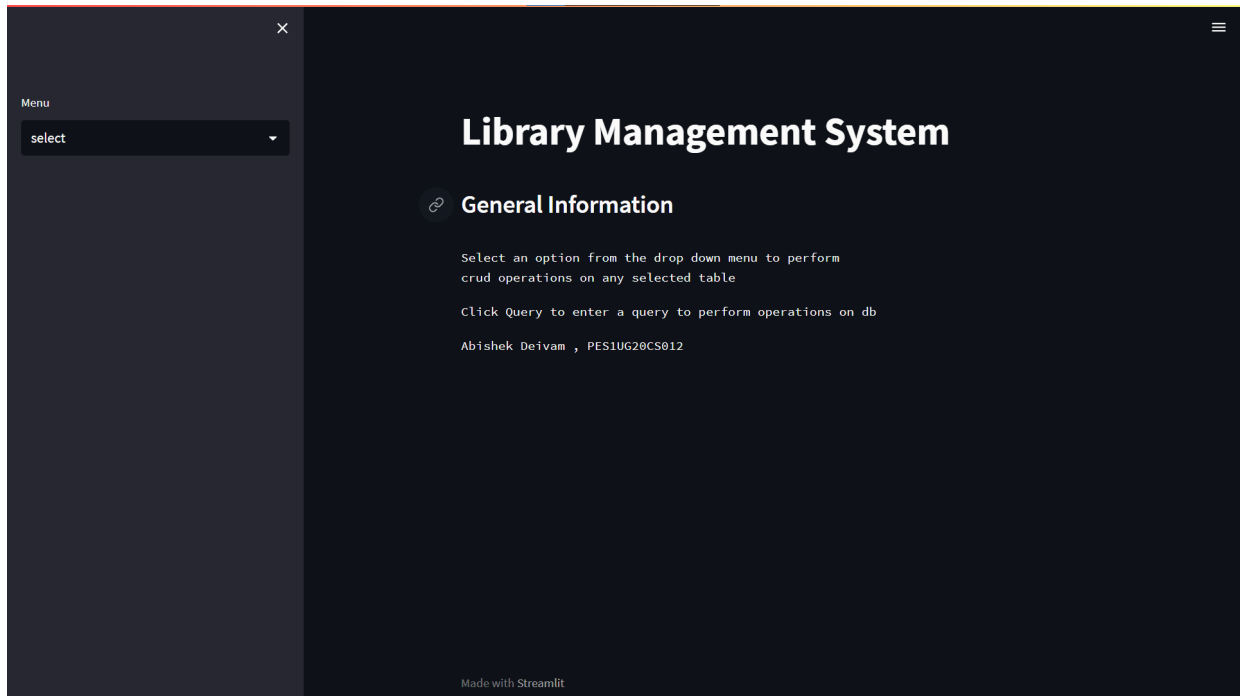 Menu
select
Library Management System
General Information
Select an option from the drop down menu to perform
crud operations on any selected table
Click Query to enter a query to perform operations on db
Abishek Deivam , PES1UG20CS012
Made with Streamlit